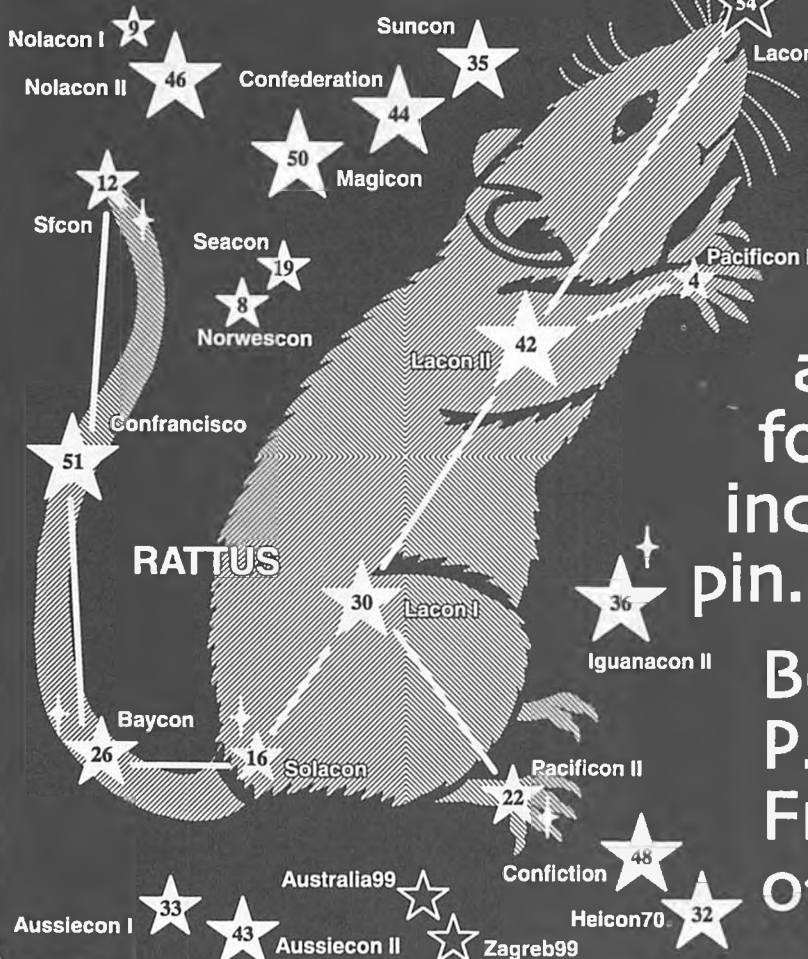 54
Lacon
9
Nolacon I
Suncon
35
46
Nolacon II
Confederation
44
50
Magicon
12
Sfcon
Seacon
19
8
Norwescon
Pacificon I
4
42
Lacon II
Confrancisco
51
RATTUS
30
Lacon I
36
Iguanacon II
pin.
Baycon
26
16
Solacon
Pacificon II
22
Confiction
48
Heicon70
32
Australia99
Zagreb99
33
Aussiecon I
43
Aussiecon II